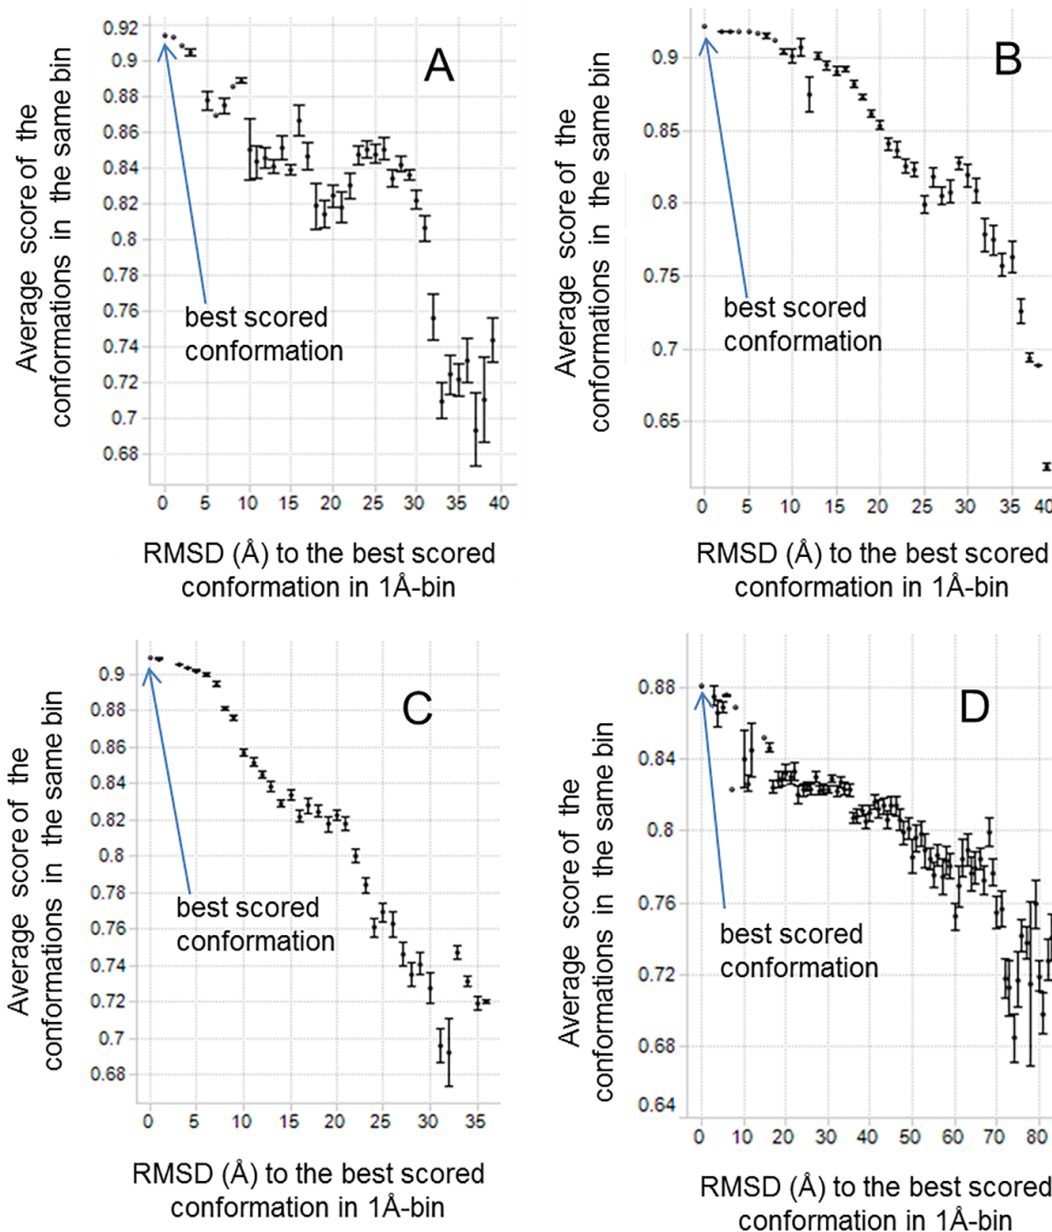 Average score of the
conformations in the same bin
0.92
0.9
0.88
0.86
0.84
0.82
0.8
0.78
0.76
0.74
0.72
0.7
0.68
A
best scored
conformation
0 5 10 15 20 25 30 35 40
RMSD (Å) to the best scored
conformation in 1Å-bin
Average score of the
conformations in the same bin
0.9
0.85
0.8
0.75
0.7
0.65
B
best scored
conformation
0 5 10 15 20 25 30 35 40
RMSD (Å) to the best scored
conformation in 1Å-bin
Average score of the
conformations in the same bin
0.9
0.88
0.86
0.84
0.82
0.8
0.78
0.76
0.74
0.72
0.7
0.68
C
best scored
conformation
0 5 10 15 20 25 30 35
RMSD (Å) to the best scored
conformation in 1Å-bin
Average score of the
conformations in the same bin
0.88
0.84
0.8
0.76
0.72
0.68
0.64
D
best scored
conformation
0 10 20 30 40 50 60 70 80
RMSD (Å) to the best scored
conformation in 1Å-bin